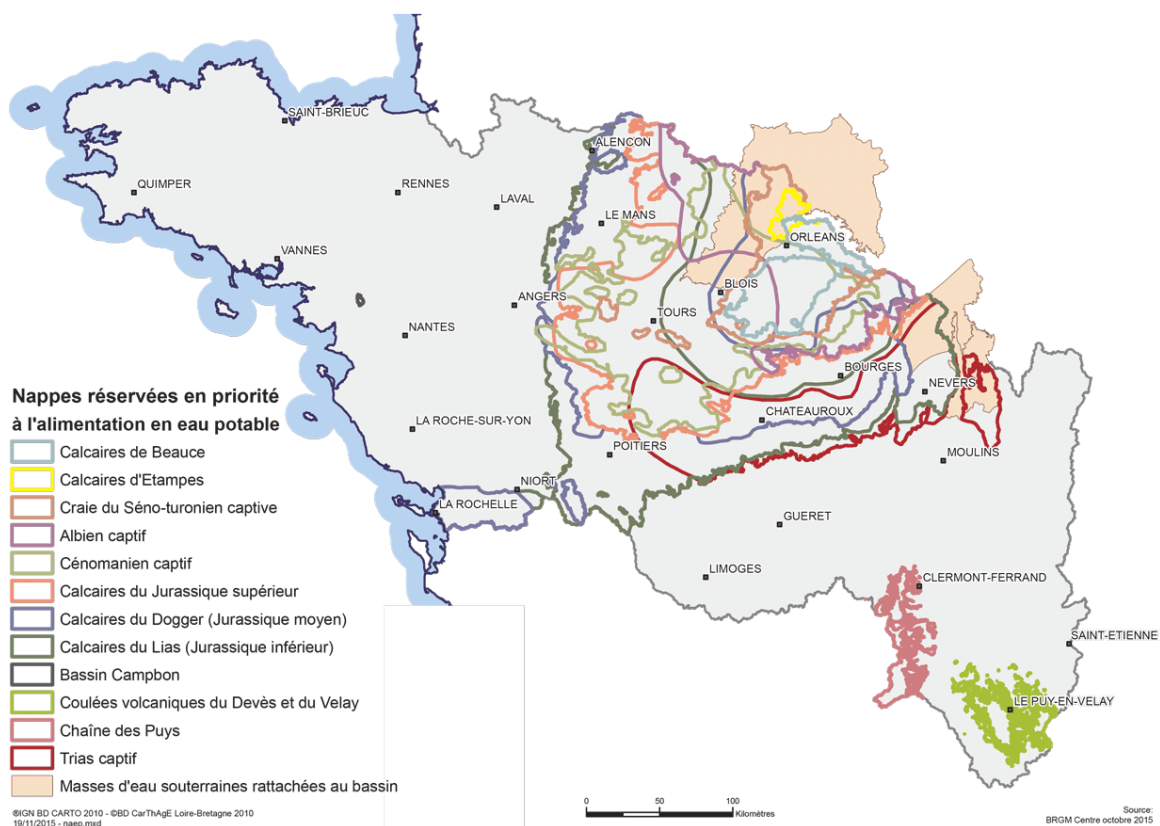 SAINT-BRIEUC
ALENCON
QUIMPER
RENNES
LAVAL
LE MANS
ORLEANS
VANNES
BLOIS
ANGERS
TOURS
NANTES
BOURGES
NEVERS
CHATEAUROUX
LA ROCHE-SUR-YON
POITIERS
MOULINS
NIORT
LA ROCHELLE
GUERET
LIMOGES
CLERMONT-FERRAND
SAINT-ETIENNE
LE PUY-EN-VELAY
Nappes réservées en priorité
à l'alimentation en eau potable
Calcaires de Beauce
Calcaires d'Etampes
Craie du Séno-turonien captive
Albien captif
Cénomanien captif
Calcaires du Jurassique supérieur
Calcaires du Dogger (Jurassique moyen)
Calcaires du Lias (Jurassique inférieur)
Bassin Campbon
Coulées volcaniques du Devès et du Velay
Chaîne des Puys
Trias captif
Masses d'eau souterraines rattachées au bassin
®IGN BD CARTO 2010 - ©BD CarThAgE Loire-Bretagne 2010
19/11/2015 - naep.mxd
0 50 100
Kilomètres
Source:
BRGM Centre octobre 2015